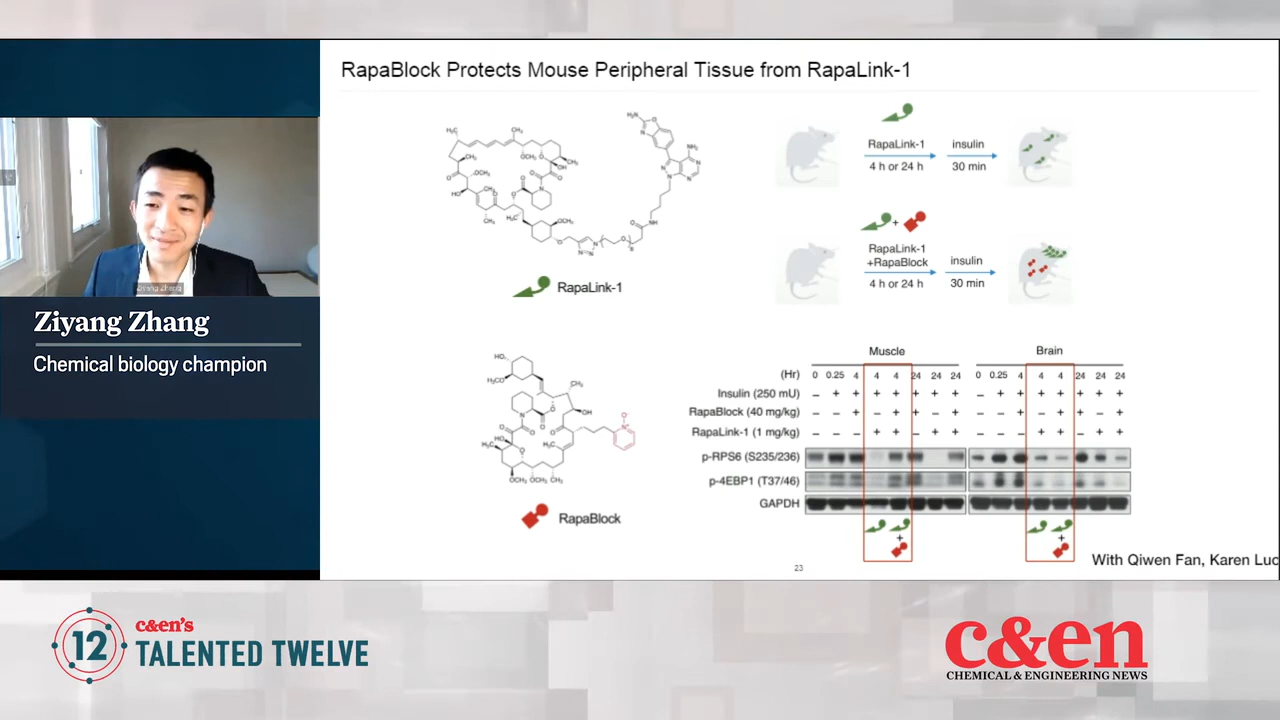 RapaBlock Protects Mouse Peripheral Tissue from RapaLink-1
RapaLink-1
4 h or 24 h
insulin
30 min
RapaLink-1
+RapaBlock
4 h or 24 h
insulin
30 min
RapaLink-1
RapaBlock
Ziyang Zhang
Ziyang Zhang
Chemical biology champion
Muscle Brain
(Hr) 0 0.25 4 4 4 24 24 24 0 0.25 4 4 4 24 24 24
Insulin (250 mU) – + + + + + + + – + + + + + + +
RapaBlock (40 mg/kg) – – + – + + – + – – + – + + – +
RapaLink-1 (1 mg/kg) – – – + + – + + – – – + + – + +
p-RPS6 (S235/236)
p-4EBP1 (T37/46)
GAPDH
+
+
23
With Qiwen Fan, Karen Luo
12
c&en's
TALENTED TWELVE
c&en
CHEMICAL & ENGINEERING NEWS